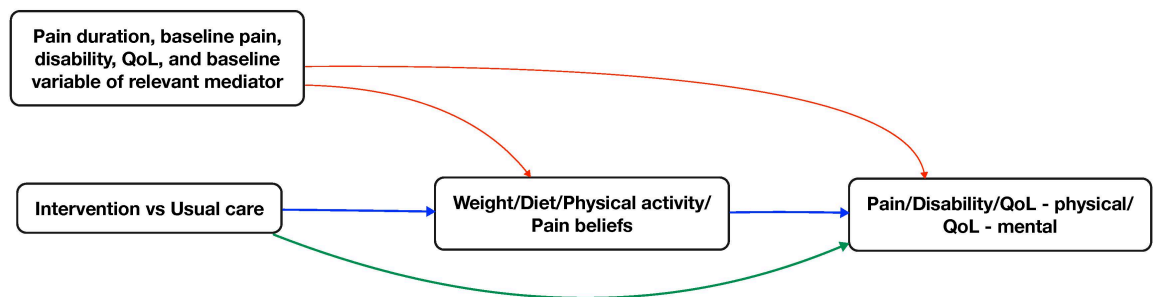 Pain duration, baseline pain,
disability, QoL, and baseline
variable of relevant mediator
Intervention vs Usual care
Weight/Diet/Physical activity/
Pain beliefs
Pain/Disability/QoL - physical/
QoL - mental